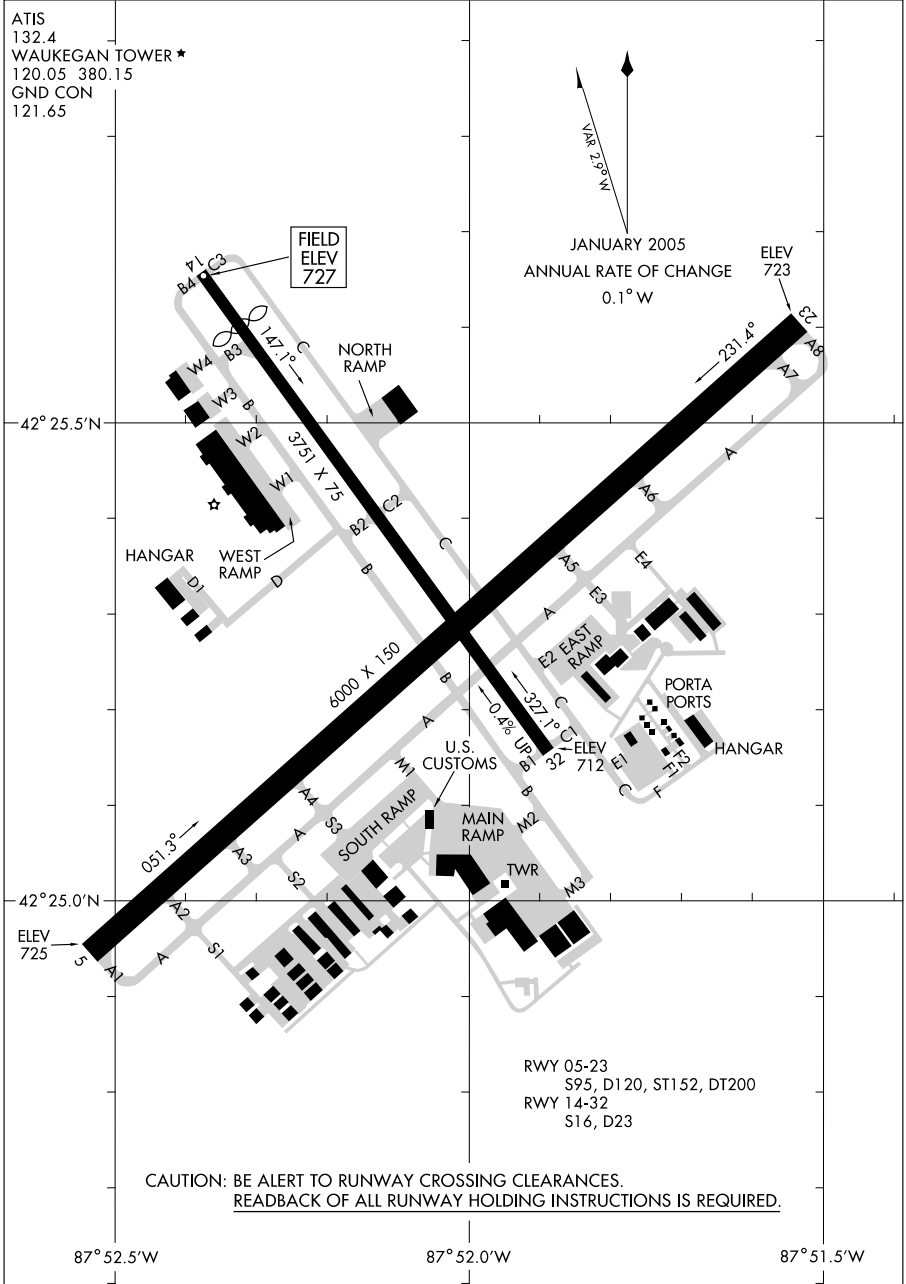 ATIS
132.4
WAUKEGAN TOWER ★
120.05 380.15
GND CON
121.65
VAR 2.9° W
JANUARY 2005
ANNUAL RATE OF CHANGE
0.1° W
FIELD
ELEV
727
ELEV
723
14
C3
B4
23
A8
A7
231.4°
147.1°
C
B3
W4
W3
B
W2
W1
NORTH
RAMP
42° 25.5'N
3751 X 75
A
A6
C2
B2
C
B
HANGAR
WEST
RAMP
D1
D
A5
E4
E3
A
E2 EAST
RAMP
6000 X 150
B
A
C
327.1°
0.4% UP
C1
32
B1
ELEV
712
PORTA
PORTS
HANGAR
E1
C
F
F1
F2
U.S.
CUSTOMS
M1
B
M2
A4
S3
A
SOUTH RAMP
MAIN
RAMP
TWR
M3
051.3°
A3
S2
42° 25.0'N
A2
S1
A
A1
5
ELEV
725
RWY 05-23
S95, D120, ST152, DT200
RWY 14-32
S16, D23
CAUTION: BE ALERT TO RUNWAY CROSSING CLEARANCES.
READBACK OF ALL RUNWAY HOLDING INSTRUCTIONS IS REQUIRED.
87° 52.5'W
87° 52.0'W
87° 51.5'W